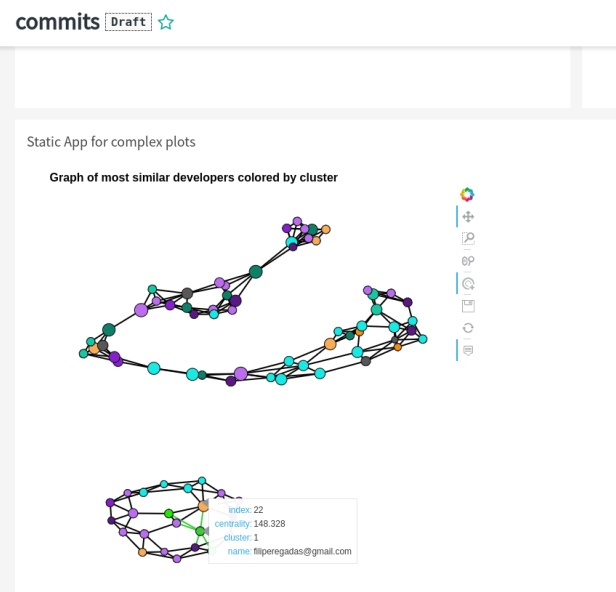 commits Draft
Static App for complex plots
Graph of most similar developers colored by cluster
index: 22
centrality: 148.328
cluster: 1
name: filiperegadas@gmail.com